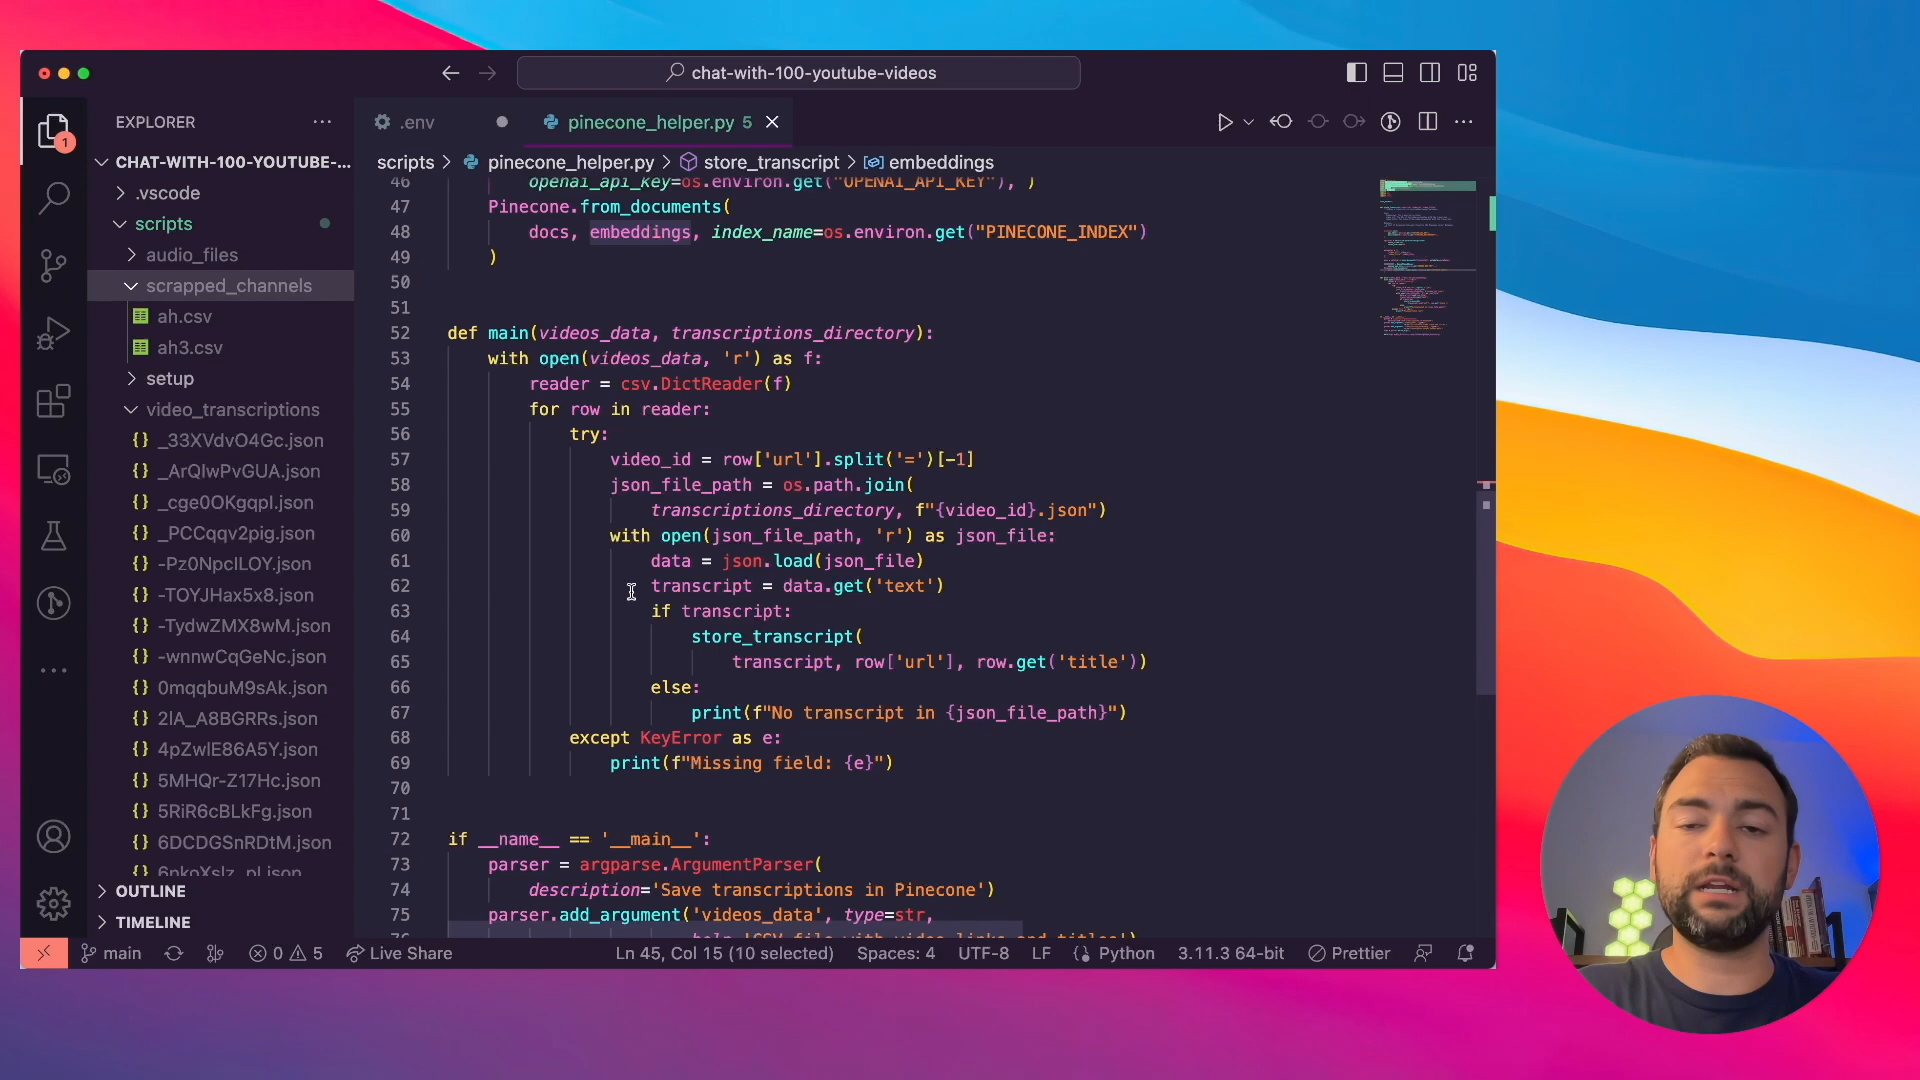 chat-with-100-youtube-videos
EXPLORER
.env
pinecone_helper.py 5
1
CHAT-WITH-100-YOUTUBE-...
scripts > pinecone_helper.py > store_transcript > embeddings
.vscode
scripts
audio_files
scrapped_channels
ah.csv
ah3.csv
setup
video_transcriptions
_33XVdvO4Gc.json
_ArQIwPvGUA.json
_cge0OKgqpI.json
_PCCqqv2pig.json
-Pz0NpcILOY.json
-TOYJHax5x8.json
-TydwZMX8wM.json
-wnnwCqGeNc.json
0mqqbuM9sAk.json
2lA_A8BGRRs.json
4pZwlE86A5Y.json
5MHQr-Z17Hc.json
5RiR6cBLkFg.json
6DCDGSnRDtM.json
OUTLINE
TIMELINE
46 openai_api_key=os.environ.get("OPENAI_API_KEY"), )
47 Pinecone.from_documents(
48 docs, embeddings, index_name=os.environ.get("PINECONE_INDEX")
49 )
50
51
52 def main(videos_data, transcriptions_directory):
53 with open(videos_data, 'r') as f:
54 reader = csv.DictReader(f)
55 for row in reader:
56 try:
57 video_id = row['url'].split('=')[-1]
58 json_file_path = os.path.join(
59 transcriptions_directory, f"{video_id}.json")
60 with open(json_file_path, 'r') as json_file:
61 data = json.load(json_file)
62 transcript = data.get('text')
63 if transcript:
64 store_transcript(
65 transcript, row['url'], row.get('title'))
66 else:
67 print(f"No transcript in {json_file_path}")
68 except KeyError as e:
69 print(f"Missing field: {e}")
70
71
72 if __name__ == '__main__':
73 parser = argparse.ArgumentParser(
74 description='Save transcriptions in Pinecone')
75 parser.add_argument('videos_data', type=str,
main
0
5
Live Share
Ln 45, Col 15 (10 selected)
Spaces: 4
UTF-8
LF
Python
3.11.3 64-bit
Prettier